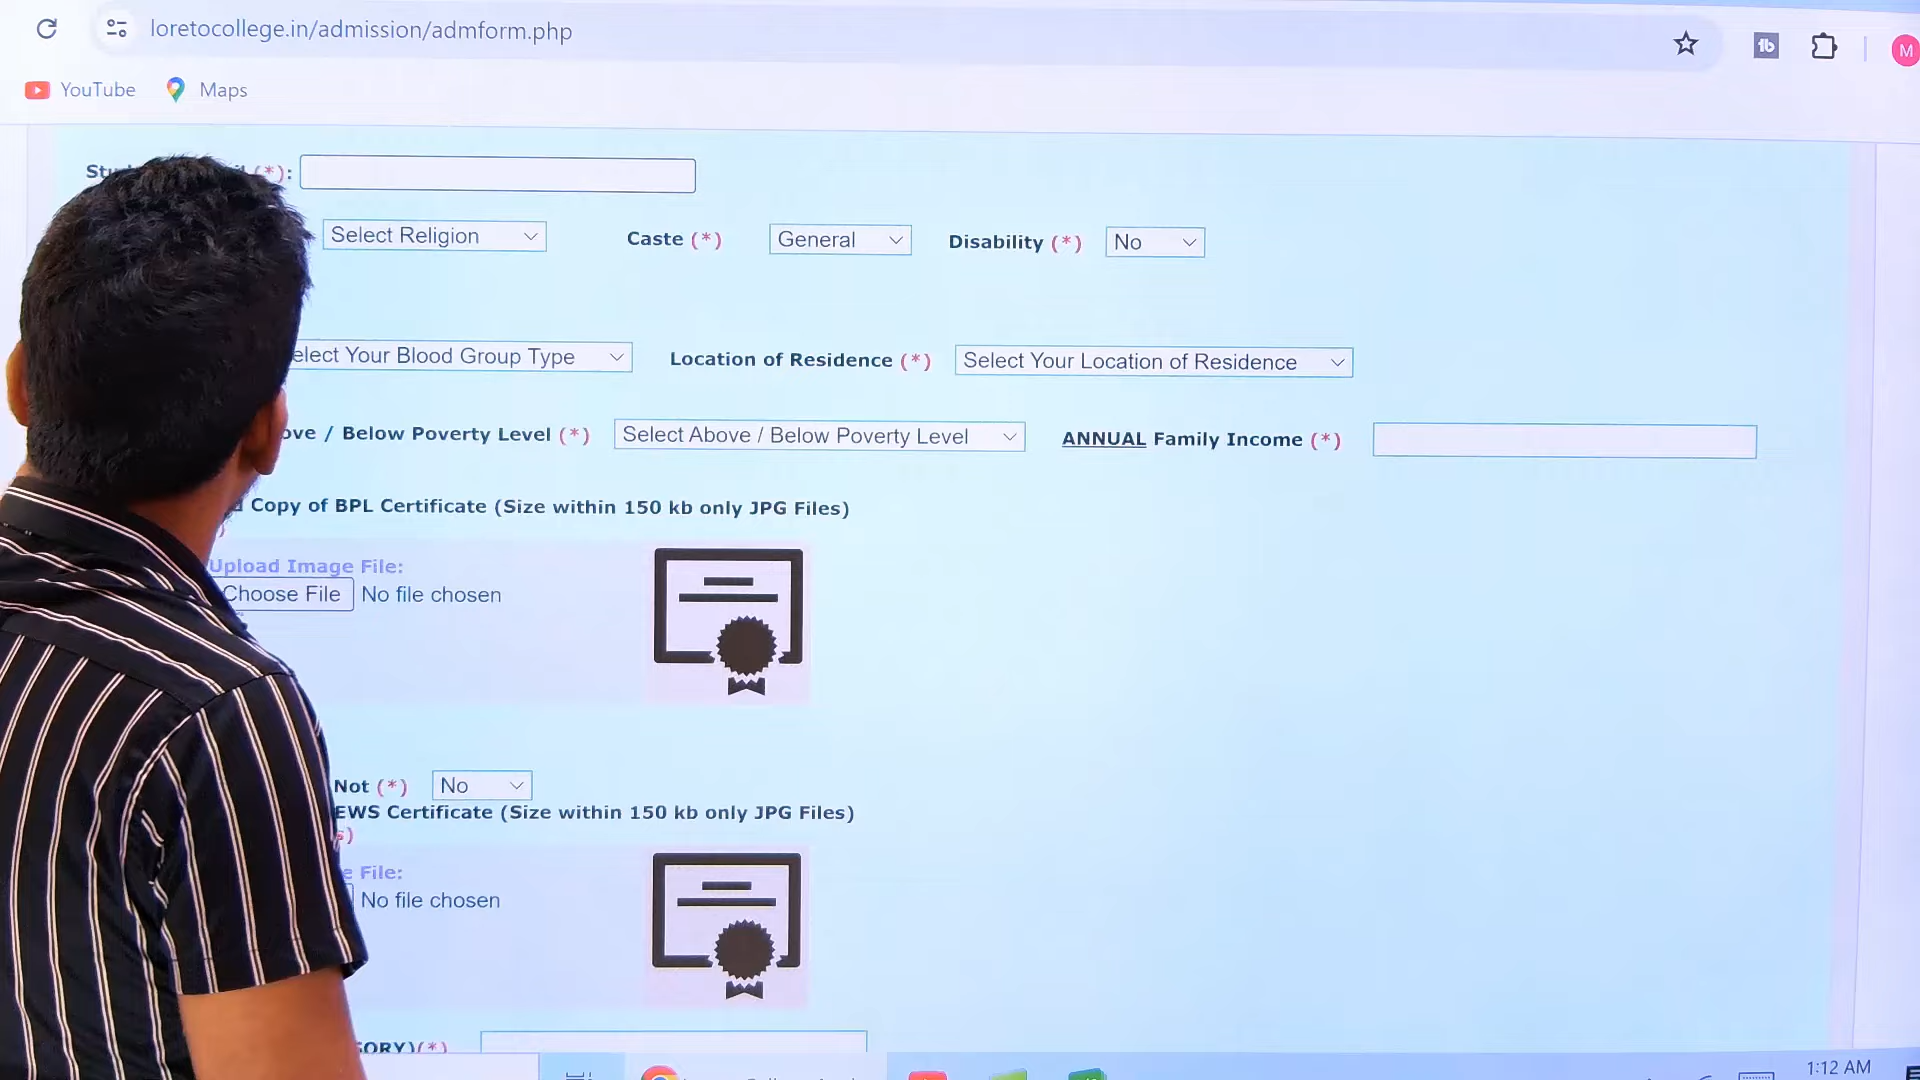 loretocollege.in/admission/admform.php
M
YouTube Maps
(*):
Select Religion Caste (*) General Disability (*) No
elect Your Blood Group Type Location of Residence (*) Select Your Location of Residence
ove / Below Poverty Level (*) Select Above / Below Poverty Level ANNUAL Family Income (*)
Copy of BPL Certificate (Size within 150 kb only JPG Files)
Upload Image File:
Choose File No file chosen
Not (*) No
EWS Certificate (Size within 150 kb only JPG Files)
s)
e File:
No file chosen
ORY)(*)
1:12 AM